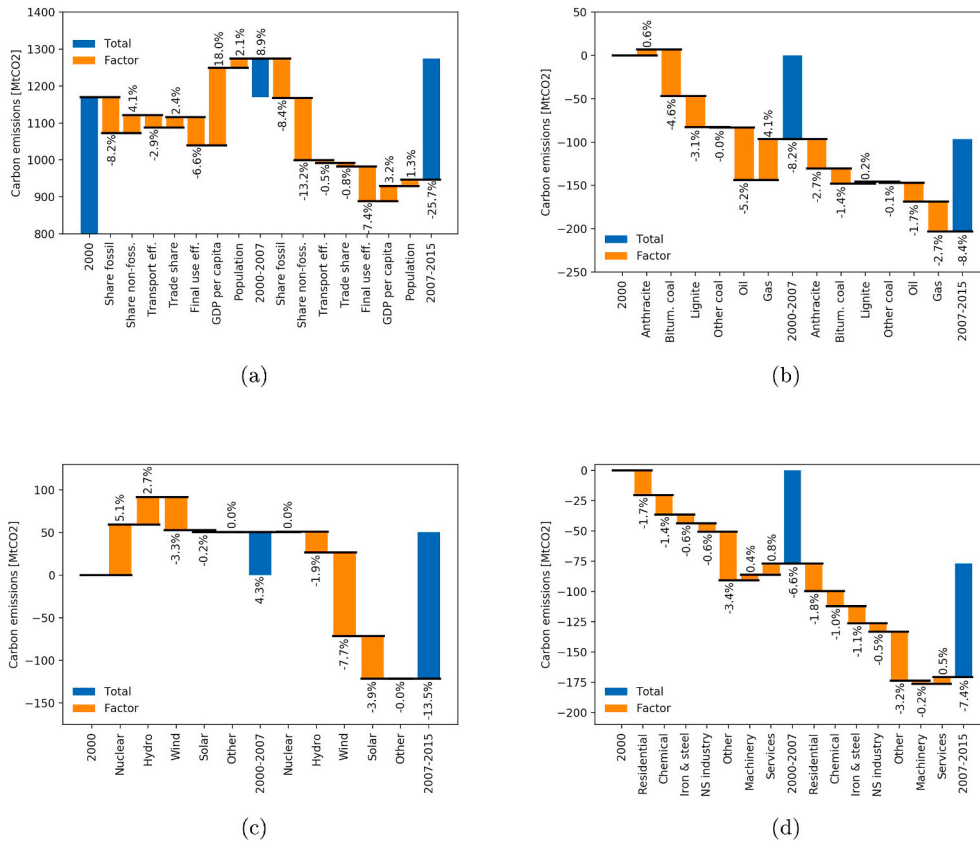 1400
1300
1200
1100
1000
900
800
Carbon emissions [MtCO2]
Total
Factor
-8.2%
4.1%
-2.9%
2.4%
-6.6%
18.0%
2.1%
8.9%
-8.4%
-13.2%
-0.5%
-0.8%
-7.4%
3.2%
1.3%
-25.7%
2000
Share fossil
Share non-foss.
Transport eff.
Trade share
Final use eff.
GDP per capita
Population
2000-2007
Share fossil
Share non-foss.
Transport eff.
Trade share
Final use eff.
GDP per capita
Population
2007-2015
(a)
0
−50
−100
−150
−200
−250
Carbon emissions [MtCO2]
Total
Factor
0.6%
-4.6%
-3.1%
-0.0%
-5.2%
4.1%
-8.2%
-2.7%
-1.4%
0.2%
-0.1%
-1.7%
-2.7%
-8.4%
2000
Anthracite
Bitum. coal
Lignite
Other coal
Oil
Gas
2000-2007
Anthracite
Bitum. coal
Lignite
Other coal
Oil
Gas
2007-2015
(b)
100
50
0
−50
−100
−150
Carbon emissions [MtCO2]
Total
Factor
5.1%
2.7%
-3.3%
-0.2%
0.0%
4.3%
0.0%
-1.9%
-7.7%
-3.9%
-0.0%
-13.5%
2000
Nuclear
Hydro
Wind
Solar
Other
2000-2007
Nuclear
Hydro
Wind
Solar
Other
2007-2015
(c)
0
−25
−50
−75
−100
−125
−150
−175
−200
Carbon emissions [MtCO2]
Total
Factor
-1.7%
-1.4%
-0.6%
-0.6%
-3.4%
0.4%
0.8%
-6.6%
-1.8%
-1.0%
-1.1%
-0.5%
-3.2%
-0.2%
0.5%
-7.4%
2000
Residential
Chemical
Iron & steel
NS industry
Other
Machinery
Services
2000-2007
Residential
Chemical
Iron & steel
NS industry
Other
Machinery
Services
2007-2015
(d)